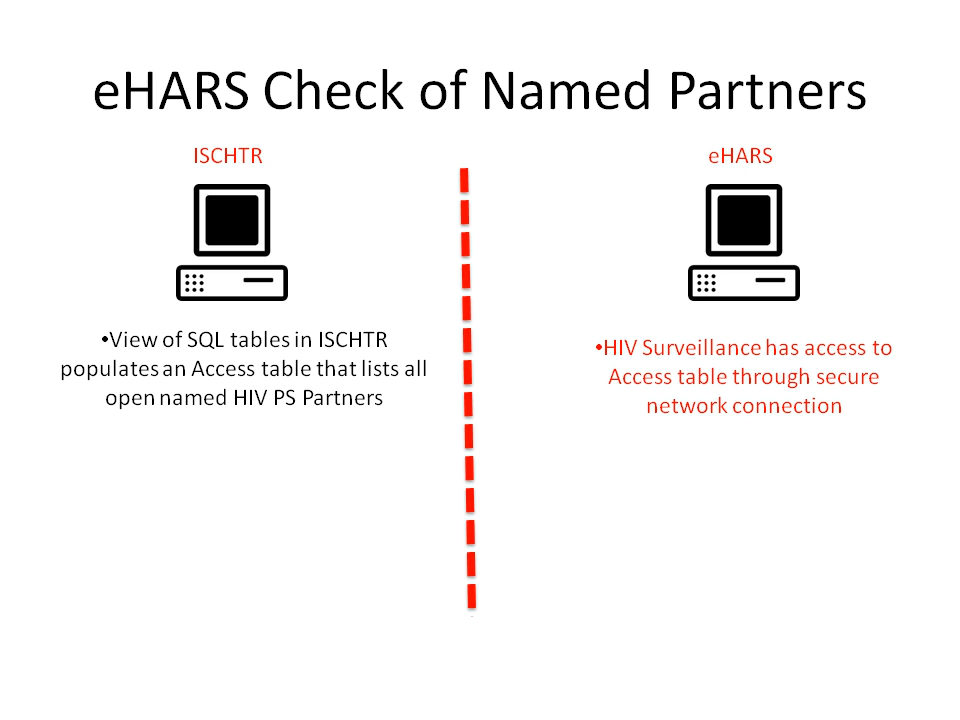 eHARS Check of Named Partners
ISCHTR
eHARS
•View of SQL tables in ISCHTR
populates an Access table that lists all
open named HIV PS Partners
•HIV Surveillance has access to
Access table through secure
network connection